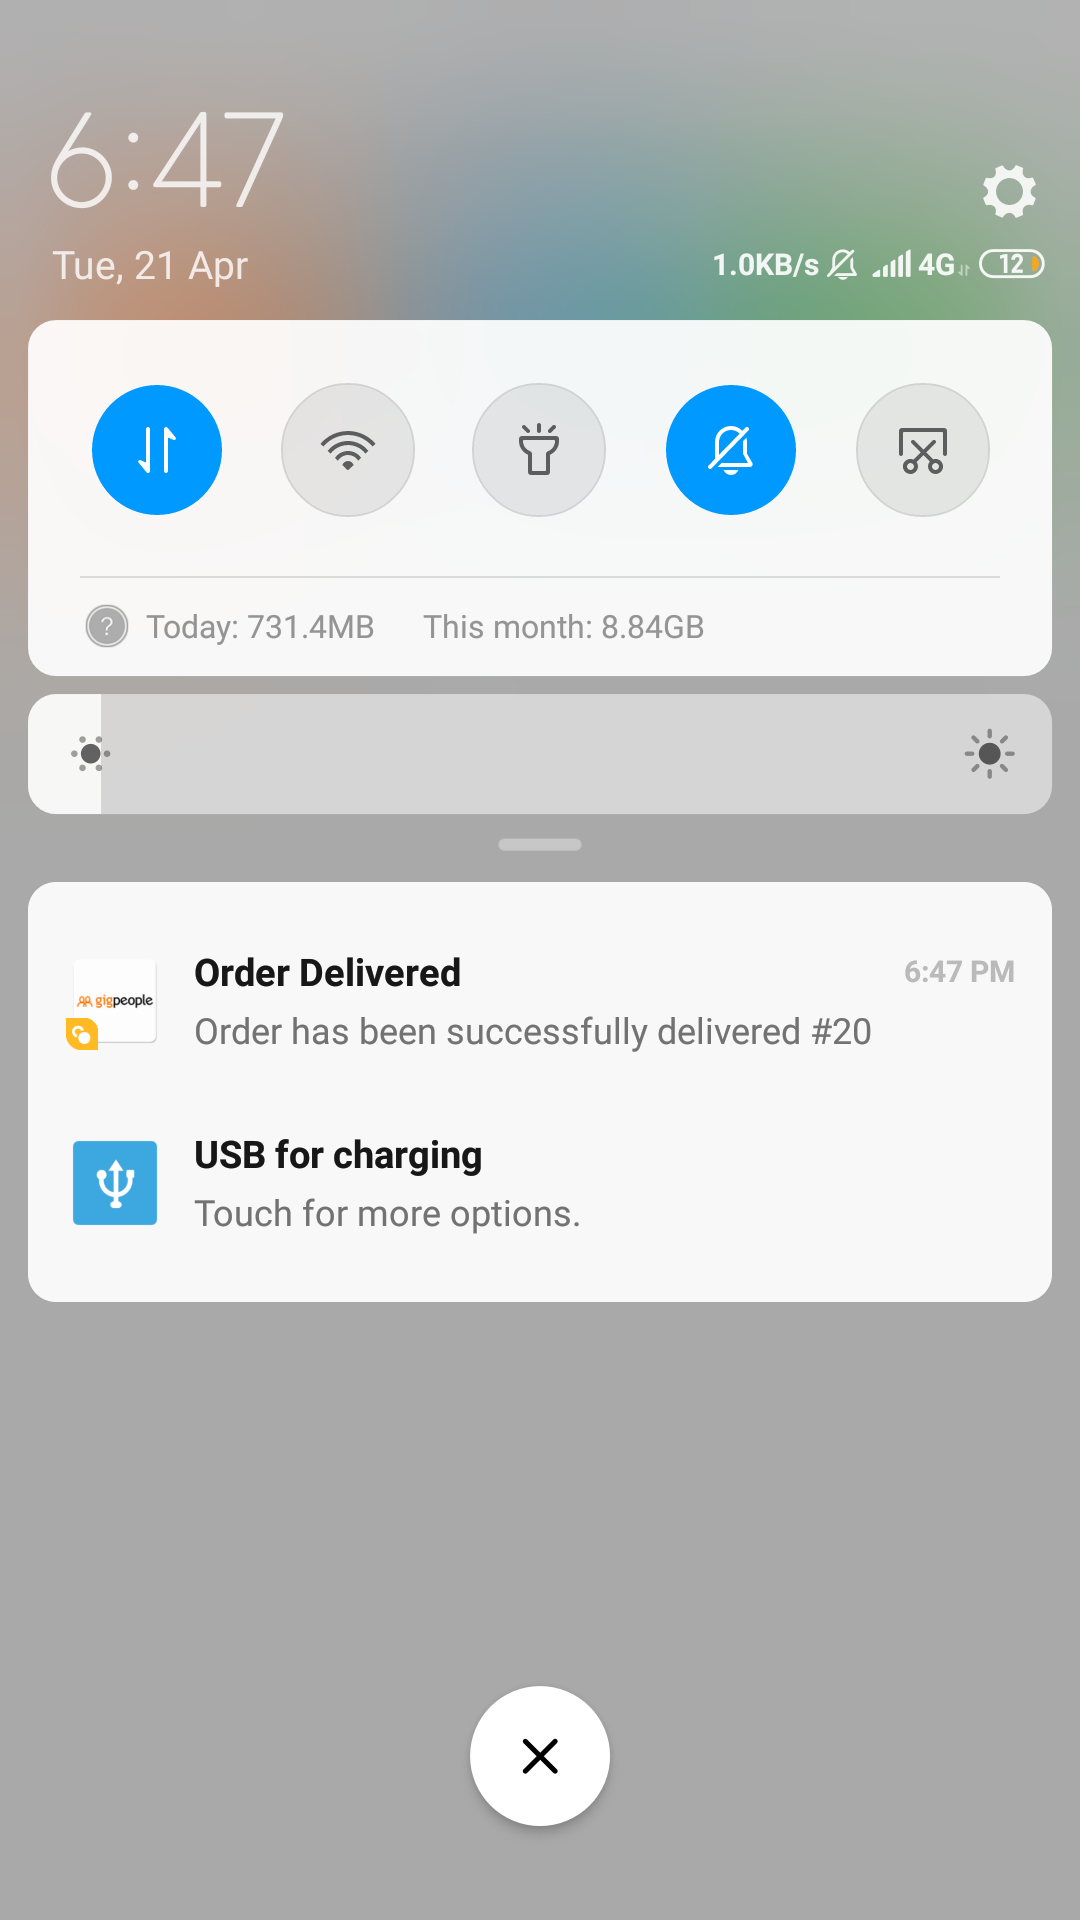 6:47
Tue, 21 Apr
1.0KB/s 4G 12
? Today: 731.4MB This month: 8.84GB
Order Delivered 6:47 PM
gigpeople
Order has been successfully delivered #20
USB for charging
Touch for more options.